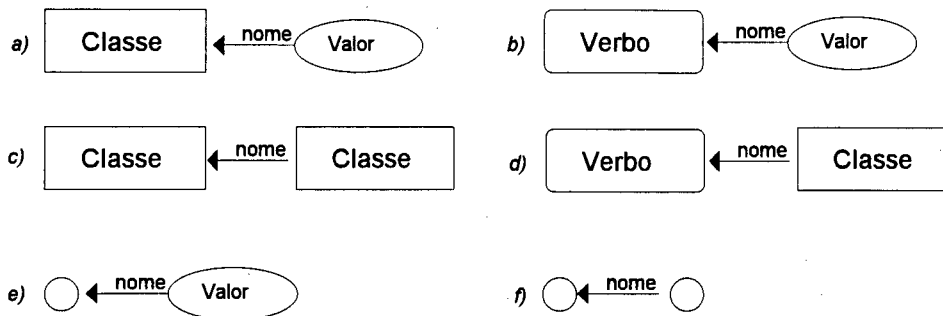 a) Classe nome Valor
b) Verbo nome Valor
c) Classe nome Classe
d) Verbo nome Classe
e) nome Valor
f) nome